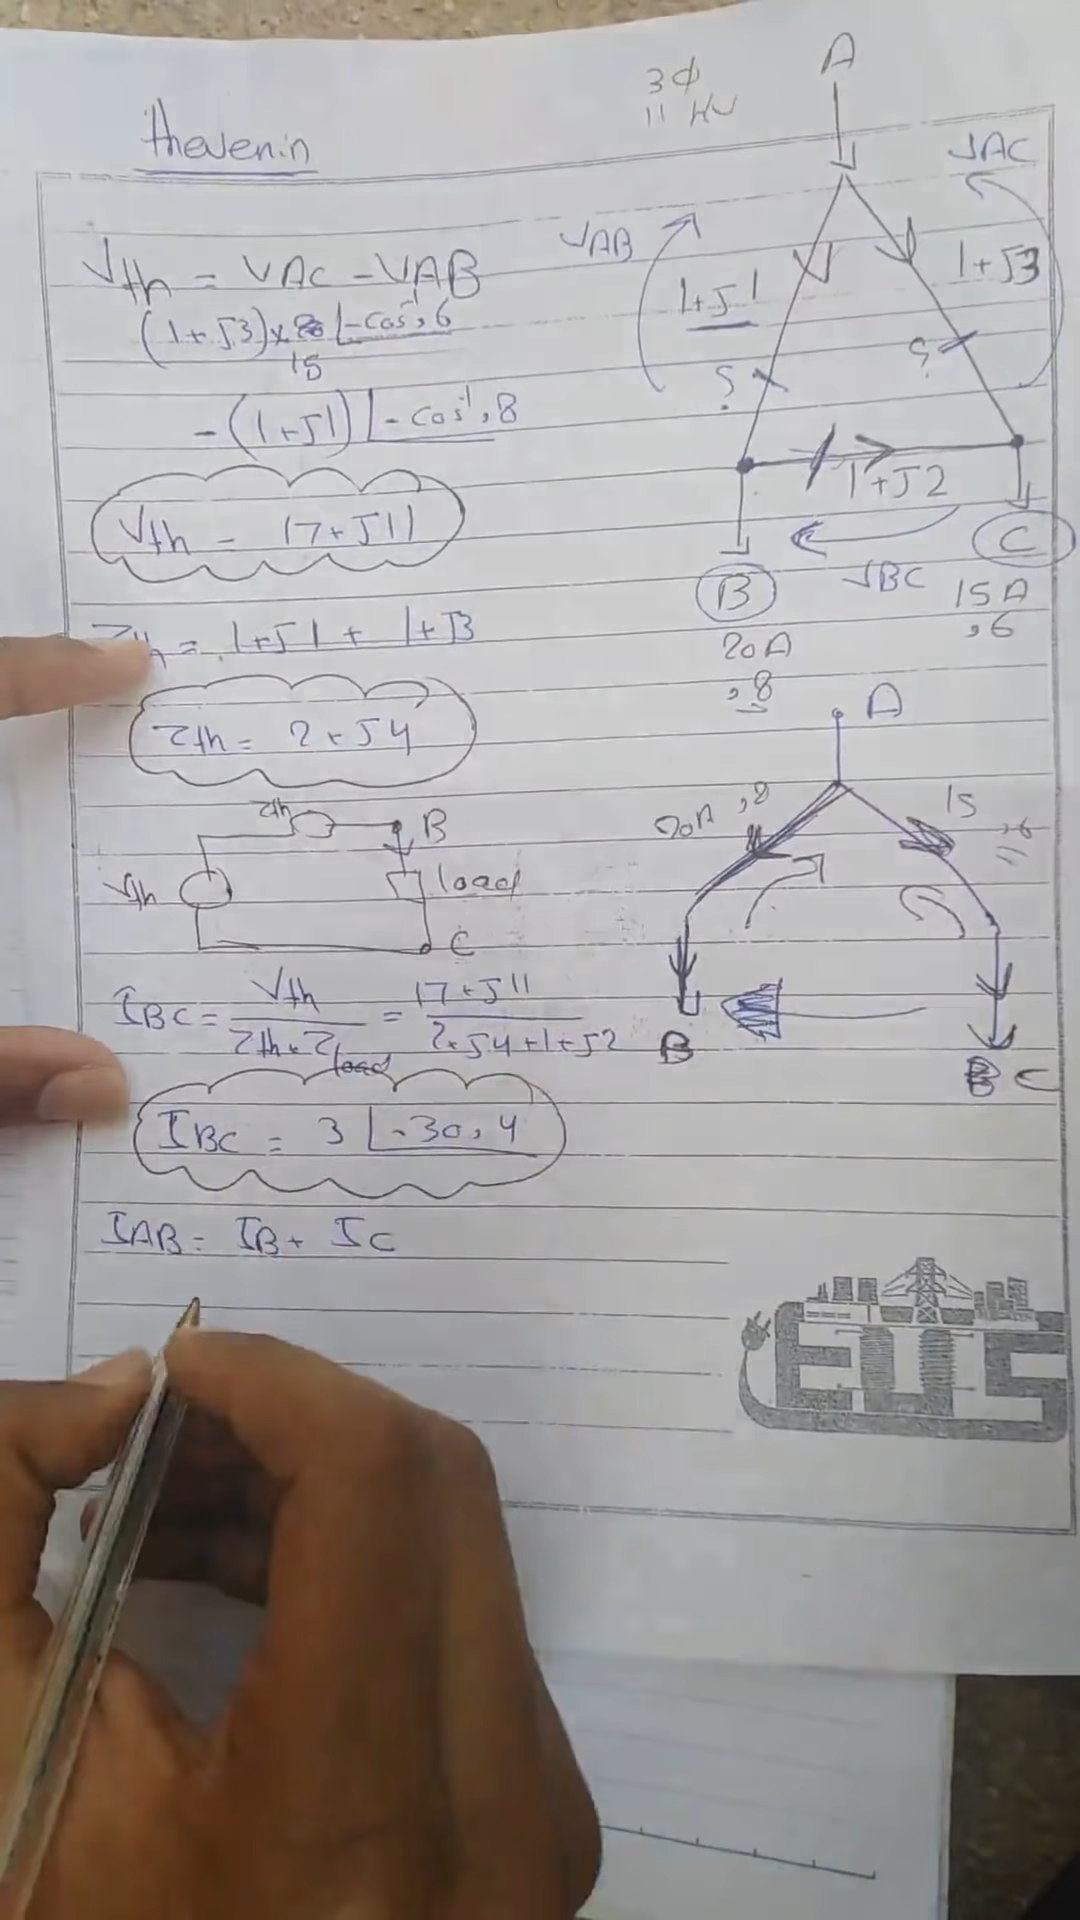 thevenin
3Φ
11 kV
A
VAC
VAB
Vth = VAC - VAB
(1+J3) x 15 ∠-cos⁻¹,6
- (1+J1) ∠-cos⁻¹,8
1+J1
1+J3
?
?
1+J2
Vth = 17+J11
B
VBC
C
20A
,8
15A
,6
Zth = 1+J1 + 1+J3
Zth = 2+J4
A
20A ,8
15
,6
Zth
B
Vth
load
C
IBC = Vth / Zth+Zload = 17+J11 / 2+J4+1+J2
B
C
IBC = 3 ∠-30,4
IAB = IB + IC
EUS